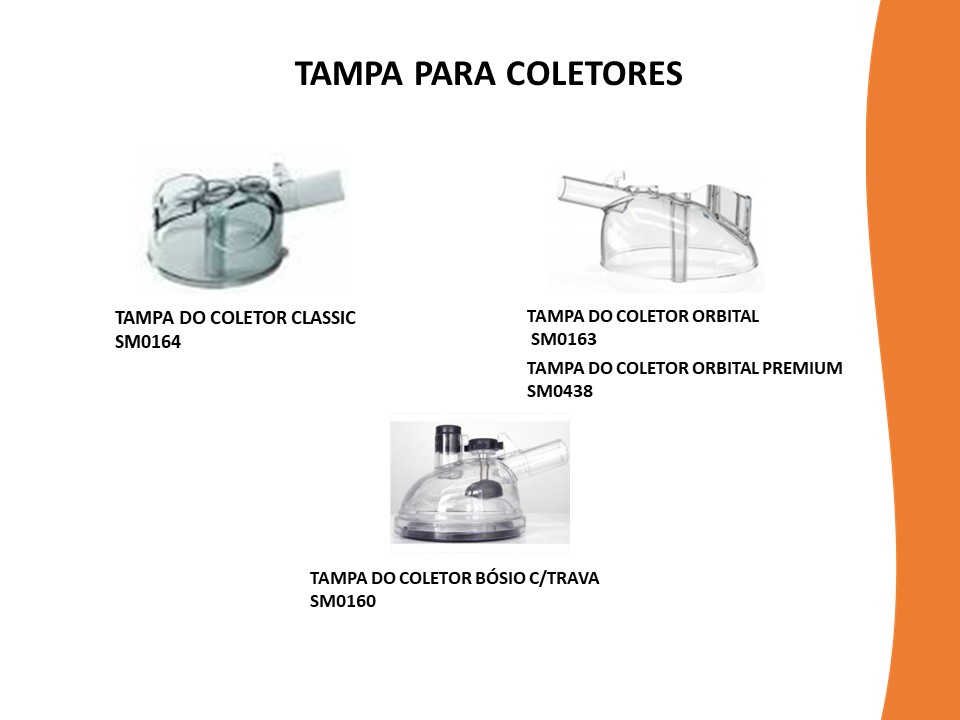 TAMPA PARA COLETORES
TAMPA DO COLETOR CLASSIC
SM0164
TAMPA DO COLETOR ORBITAL
SM0163
TAMPA DO COLETOR ORBITAL PREMIUM
SM0438
TAMPA DO COLETOR BÓSIO C/TRAVA
SM0160